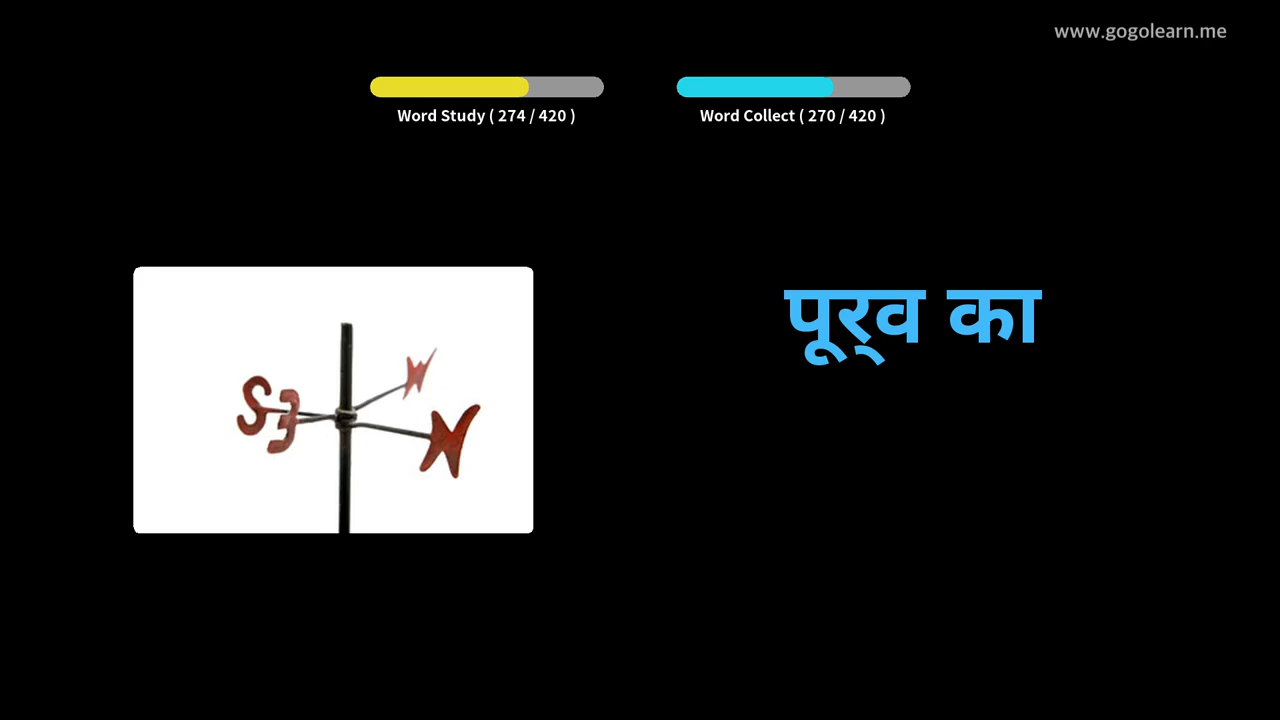 www.gogolearn.me
Word Study ( 274 / 420 )
Word Collect ( 270 / 420 )
पूर्व का
S E N